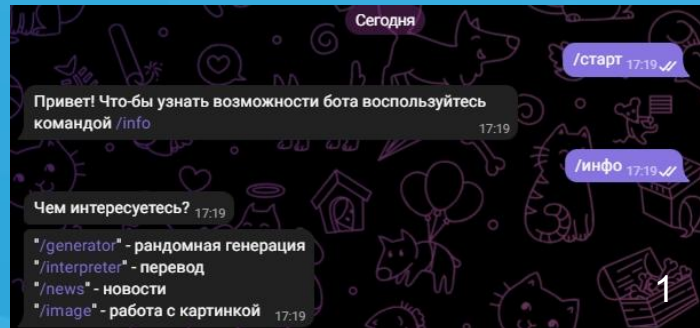 Сегодня
/старт 17:19
Привет! Что-бы узнать возможности бота воспользуйтесь
командой /info
17:19
/инфо 17:19
Чем интересуетесь? 17:19
"/generator" - рандомная генерация
"/interpreter" - перевод
"/news" - новости
"/image" - работа с картинкой 17:19
1